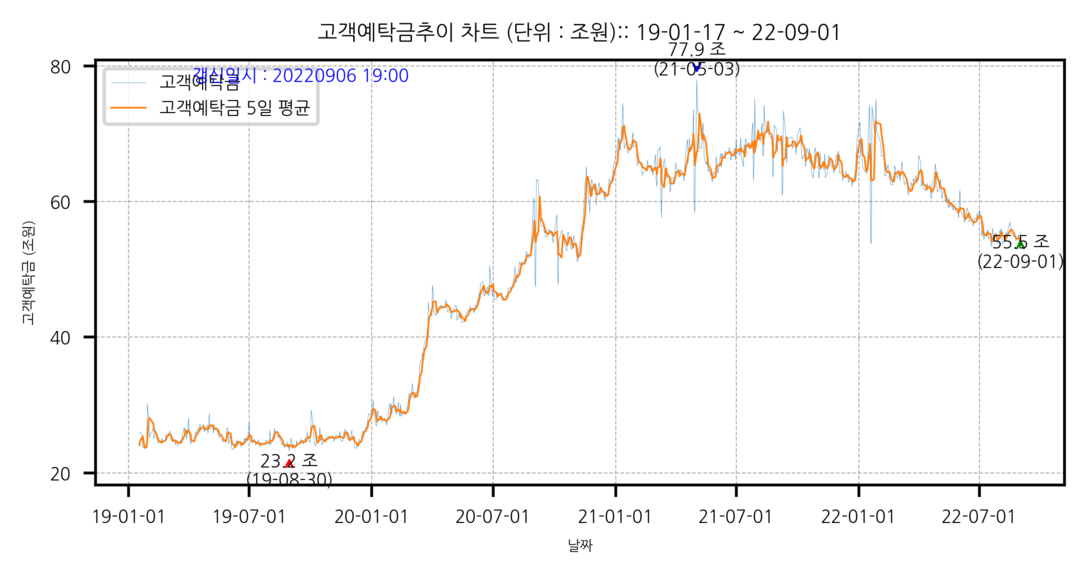 고객예탁금추이 차트 (단위 : 조원):: 19-01-17 ~ 22-09-01
77.9 조
(21-05-03)
갱신일시 : 20220906 19:00
고객예탁금
고객예탁금 5일 평균
80
60
40
20
고객예탁금 (조원)
55.5 조
(22-09-01)
23.2 조
(19-08-30)
19-01-01
19-07-01
20-01-01
20-07-01
21-01-01
21-07-01
22-01-01
22-07-01
날짜